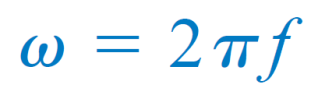 ω = 2πf